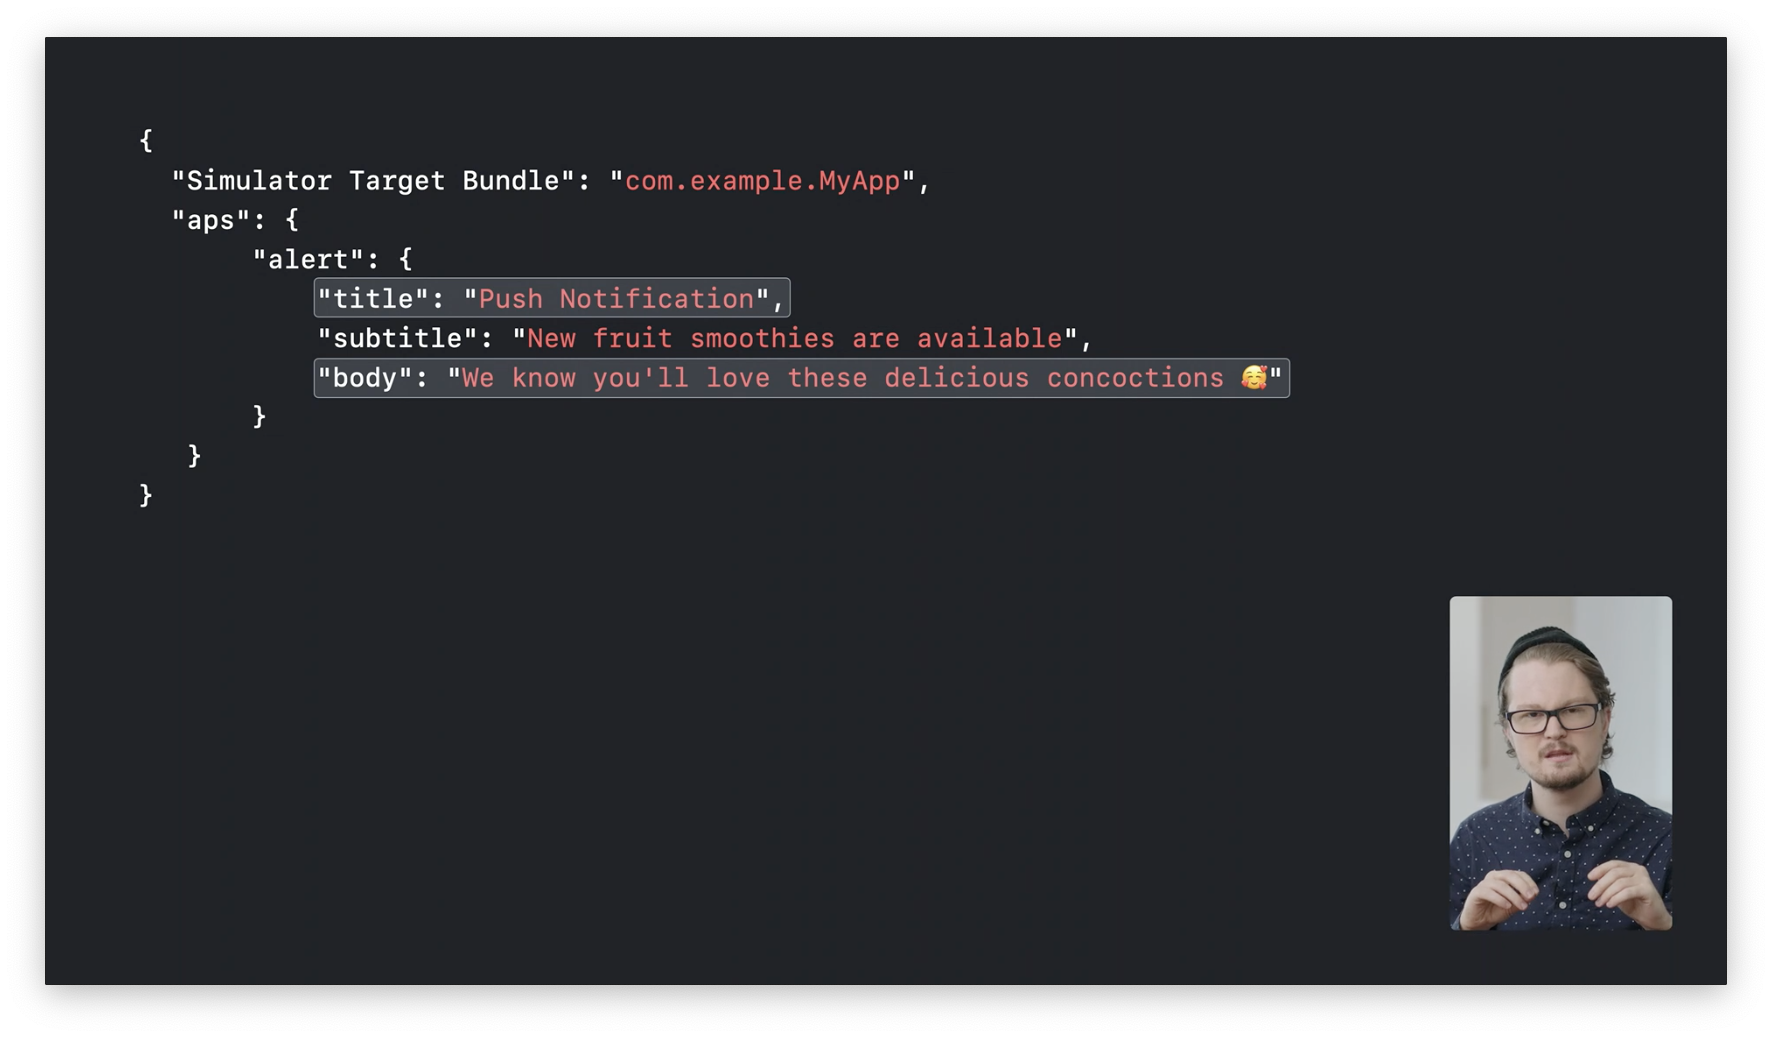 {
"Simulator Target Bundle": "com.example.MyApp",
"aps": {
"alert": {
"title": "Push Notification",
"subtitle": "New fruit smoothies are available",
"body": "We know you'll love these delicious concoctions 🥰"
}
}
}